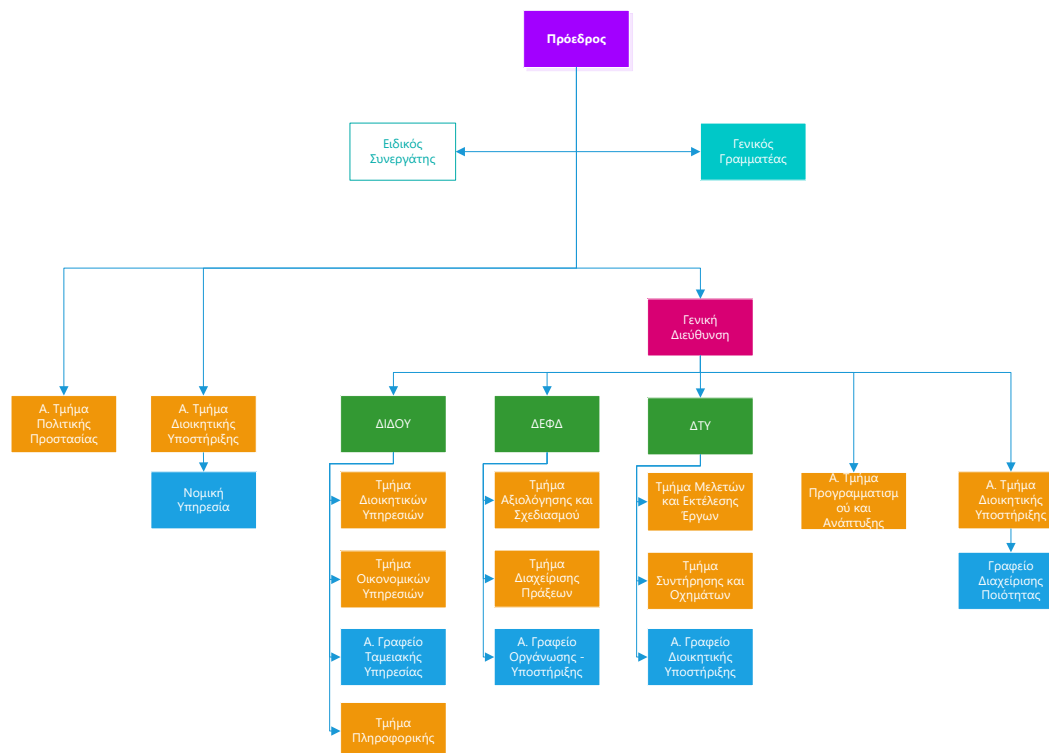 Πρόεδρος
Ειδικός
Συνεργάτης
Γενικός
Γραμματέας
Γενική
Διεύθυνση
Α. Τμήμα
Πολιτικής
Προστασίας
Α. Τμήμα
Διοικητικής
Υποστήριξης
Νομική
Υπηρεσία
ΔΙΔΟΥ
Τμήμα
Διοικητικών
Υπηρεσιών
Τμήμα
Οικονομικών
Υπηρεσιών
Α. Γραφείο
Ταμειακής
Υπηρεσίας
Τμήμα
Πληροφορικής
ΔΕΦΔ
Τμήμα
Αξιολόγησης και
Σχεδιασμού
Τμήμα
Διαχείρισης
Πράξεων
Α. Γραφείο
Οργάνωσης -
Υποστήριξης
ΔΤΥ
Τμήμα Μελετών
και Εκτέλεσης
Έργων
Τμήμα
Συντήρησης και
Οχημάτων
Α. Γραφείο
Διοικητικής
Υποστήριξης
Α. Τμήμα
Προγραμματισμ
ού και
Ανάπτυξης
Α. Τμήμα
Διοικητικής
Υποστήριξης
Γραφείο
Διαχείρισης
Ποιότητας